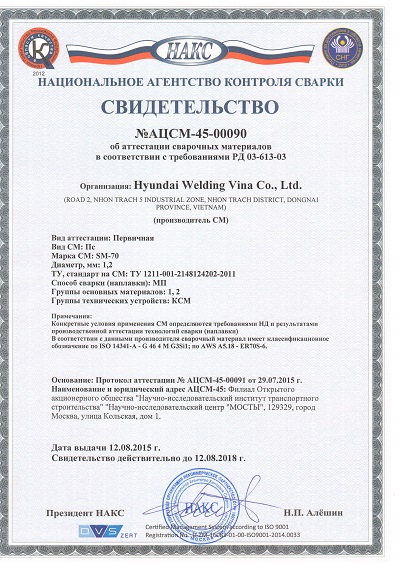 2012
НАКС
СНГ
НАЦИОНАЛЬНОЕ АГЕНТСТВО КОНТРОЛЯ СВАРКИ
СВИДЕТЕЛЬСТВО
№АЦСМ-45-00090
об аттестации сварочных материалов
в соответствии с требованиями РД 03-613-03
Организация: Hyundai Welding Vina Co., Ltd.
(ROAD 2, NHON TRACH 5 INDUSTRIAL ZONE, NHON TRACH DISTRICT, DONGNAI
PROVINCE, VIETNAM)
(производитель СМ)
Вид аттестации: Первичная
Вид СМ: Пс
Марка СМ: SM-70
Диаметр, мм: 1,2
ТУ, стандарт на СМ: ТУ 1211-001-2148124202-2011
Способ сварки (наплавки): МП
Группы основных материалов: 1, 2
Группы технических устройств: КСМ
Примечания:
Конкретные условия применения СМ определяются требованиями НД и результатами
производственной аттестации технологий сварки (наплавки)
В соответствии с данными производителя сварочный материал имеет классификационное
обозначение по ISO 14341-A - G 46 4 M G3Si1; по AWS A5.18 - ER70S-6.
Основание: Протокол аттестации № АЦСМ-45-00091 от 29.07.2015 г.
Наименование и юридический адрес АЦСМ-45: Филиал Открытого
акционерного общества "Научно-исследовательский институт транспортного
строительства" "Научно-исследовательский центр "МОСТЫ", 129329, город
Москва, улица Кольская, дом 1.
Дата выдачи 12.08.2015 г.
Свидетельство действительно до 12.08.2018 г.
Президент НАКС
НАКС
Н.П. Алёшин
DVS ZERT
Certified Management System according to ISO 9001
Registration No. 01-00-ISO9001-2014.0033